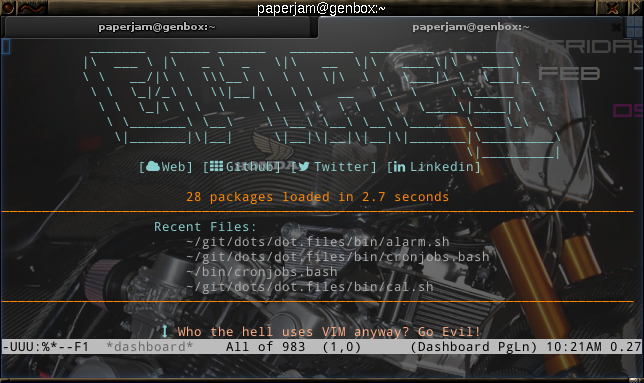 paperjam@genbox:~
paperjam@genbox:~ paperjam@genbox:~
FRIDAY
FEB
HONDA
[Web] [Github] [Twitter] [Linkedin]
28 packages loaded in 2.7 seconds
Recent Files:
~/git/dots/dot.files/bin/alarm.sh
~/git/dots/dot.files/bin/cronjobs.bash
~/bin/cronjobs.bash
~/git/dots/dot.files/bin/cal.sh
Who the hell uses VIM anyway? Go Evil!
-UUU:%*--F1 *dashboard* All of 983 (1,0) (Dashboard PgLn) 10:21AM 0.27